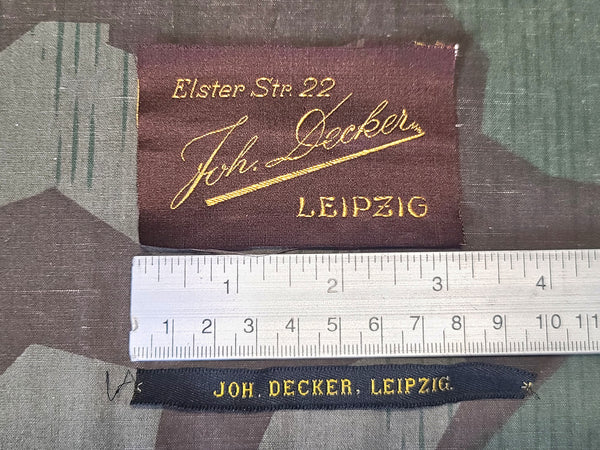 Elster Str. 22
Joh. Decker
LEIPZIG
1 2 3 4
1 2 3 4 5 6 7 8 9 10 11
JOH. DECKER, LEIPZIG.